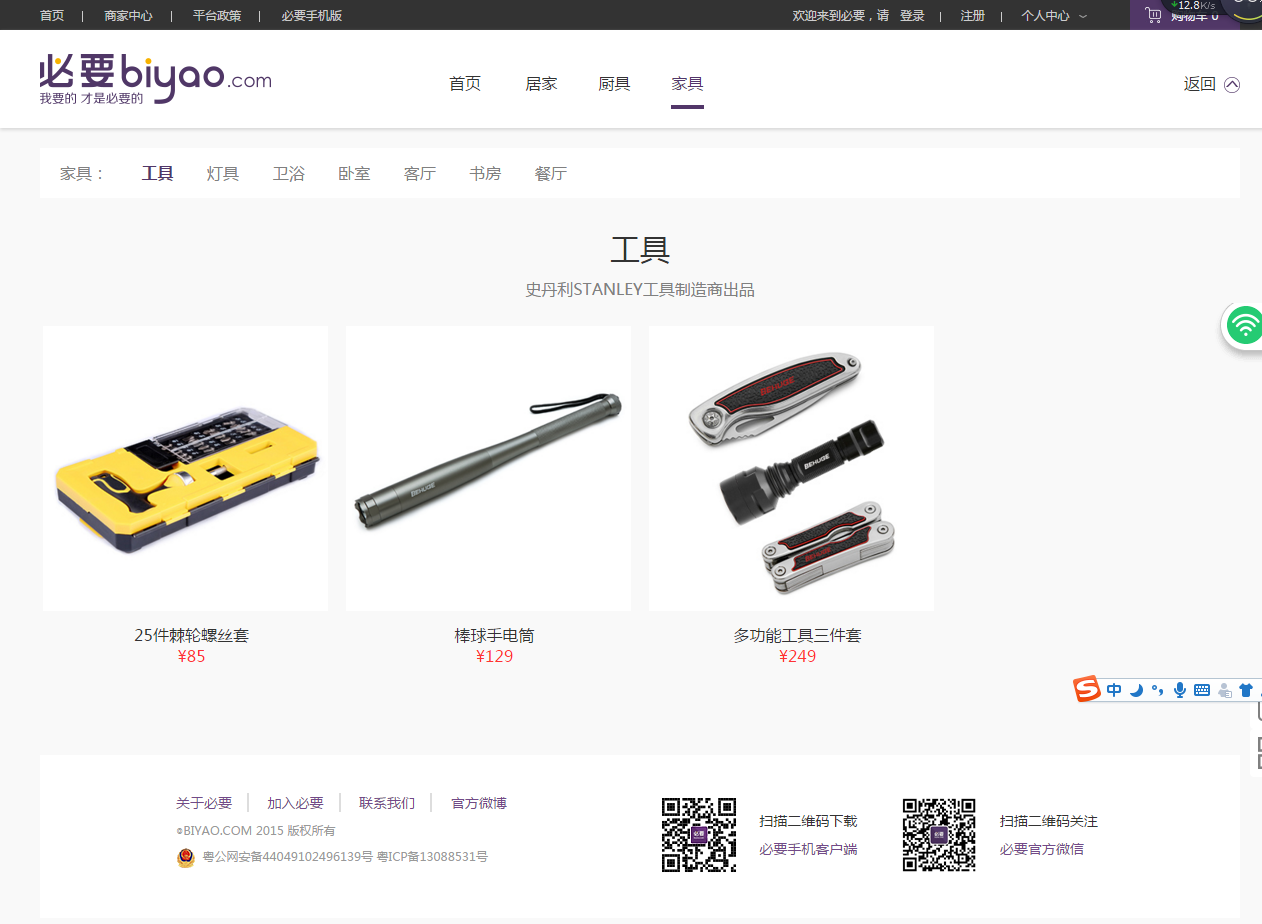 首页 | 商家中心 | 平台政策 | 必要手机版 欢迎来到必要，请 登录 | 注册 | 个人中心 购物车 0
12.8K/s
必要biyao.com
我要的 才是必要的
首页 居家 厨具 家具 返回
家具： 工具 灯具 卫浴 卧室 客厅 书房 餐厅
工具
史丹利STANLEY工具制造商出品
BEHUGE
BEHUGE
BEHUGE
BEHUGE
25件棘轮螺丝套 棒球手电筒 多功能工具三件套
¥85 ¥129 ¥249
中
关于必要 加入必要 联系我们 官方微博
©BIYAO.COM 2015 版权所有
粤公网安备44049102496139号 粤ICP备13088531号
扫描二维码下载
必要手机客户端
扫描二维码关注
必要官方微信
必要
必要